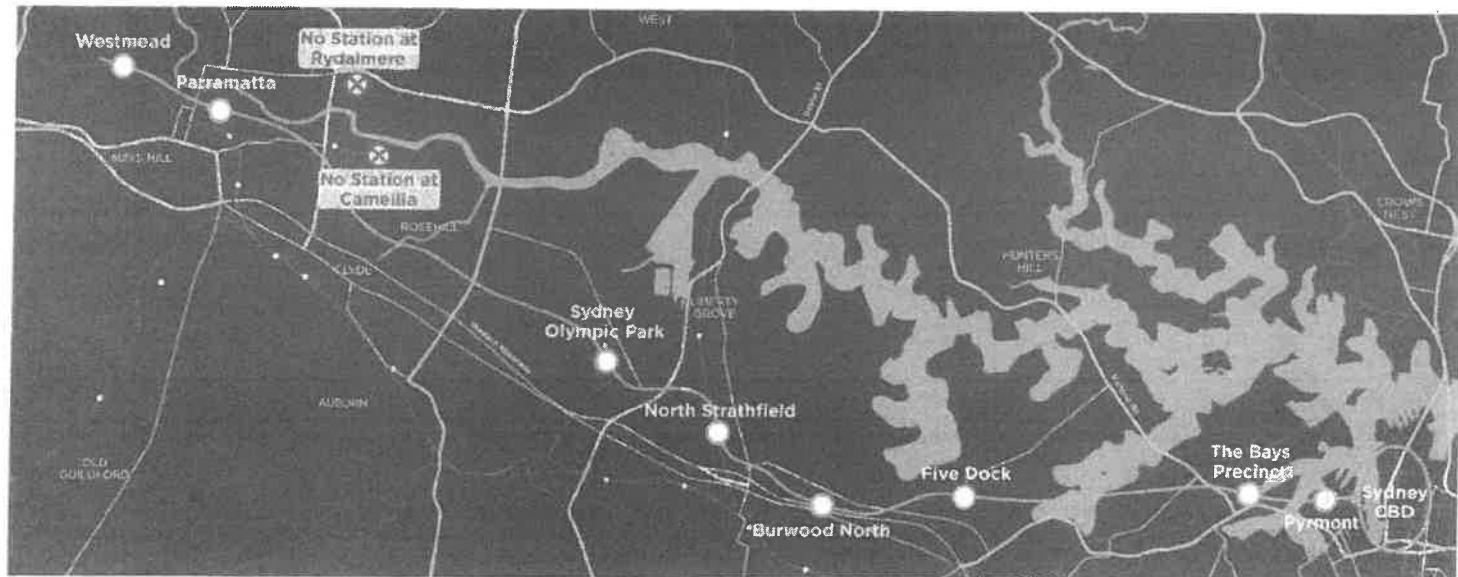 WEST
Westmead
No Station at
Rydalmere
Parramatta
No Station at
Camellia
ROSEHILL
CLYDE
CROWS
NEST
HUNTERS
HILL
LIBERTY
GROVE
Sydney
Olympic Park
AUBURN
North Strathfield
OLD
GUILDFORD
Five Dock
The Bays
Precinct
Burwood North
Pyrmont
Sydney
CBD